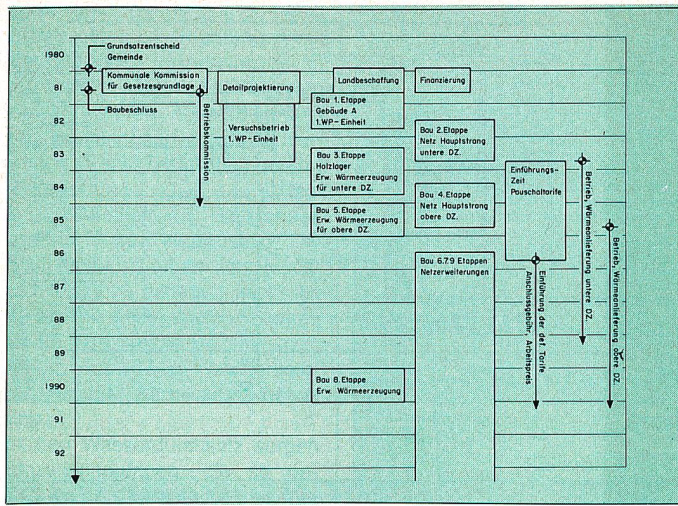 1980
81
82
83
84
85
86
87
88
89
1990
91
92
Grundsatzentscheid
Gemeinde
Kommunale Kommission
für Gesetzesgrundlage
Baubeschluss
Betriebskommission
Detailprojektierung
Versuchsbetrieb
1.WP-Einheit
Landbeschaffung
Finanzierung
Bau 1.Etappe
Gebäude A
1.WP-Einheit
Bau 2.Etappe
Netz Hauptstrang
untere DZ.
Bau 3.Etappe
Holzlager
Erw. Wärmeerzeugung
für untere DZ.
Bau 4.Etappe
Netz Hauptstrang
obere DZ.
Bau 5.Etappe
Erw. Wärmeerzeugung
für obere DZ.
Bau 6.7.9 Etappen
Netzerweiterungen
Bau 8.Etappe
Erw. Wärmeerzeugung
Einführungs-
Zeit
Pauschaltarife
Einführung der def. Tarife
Anschlussgebühr, Arbeitspreis
Betrieb, Wärmeanlieferung untere DZ.
Betrieb, Wärmeanlieferung obere DZ.